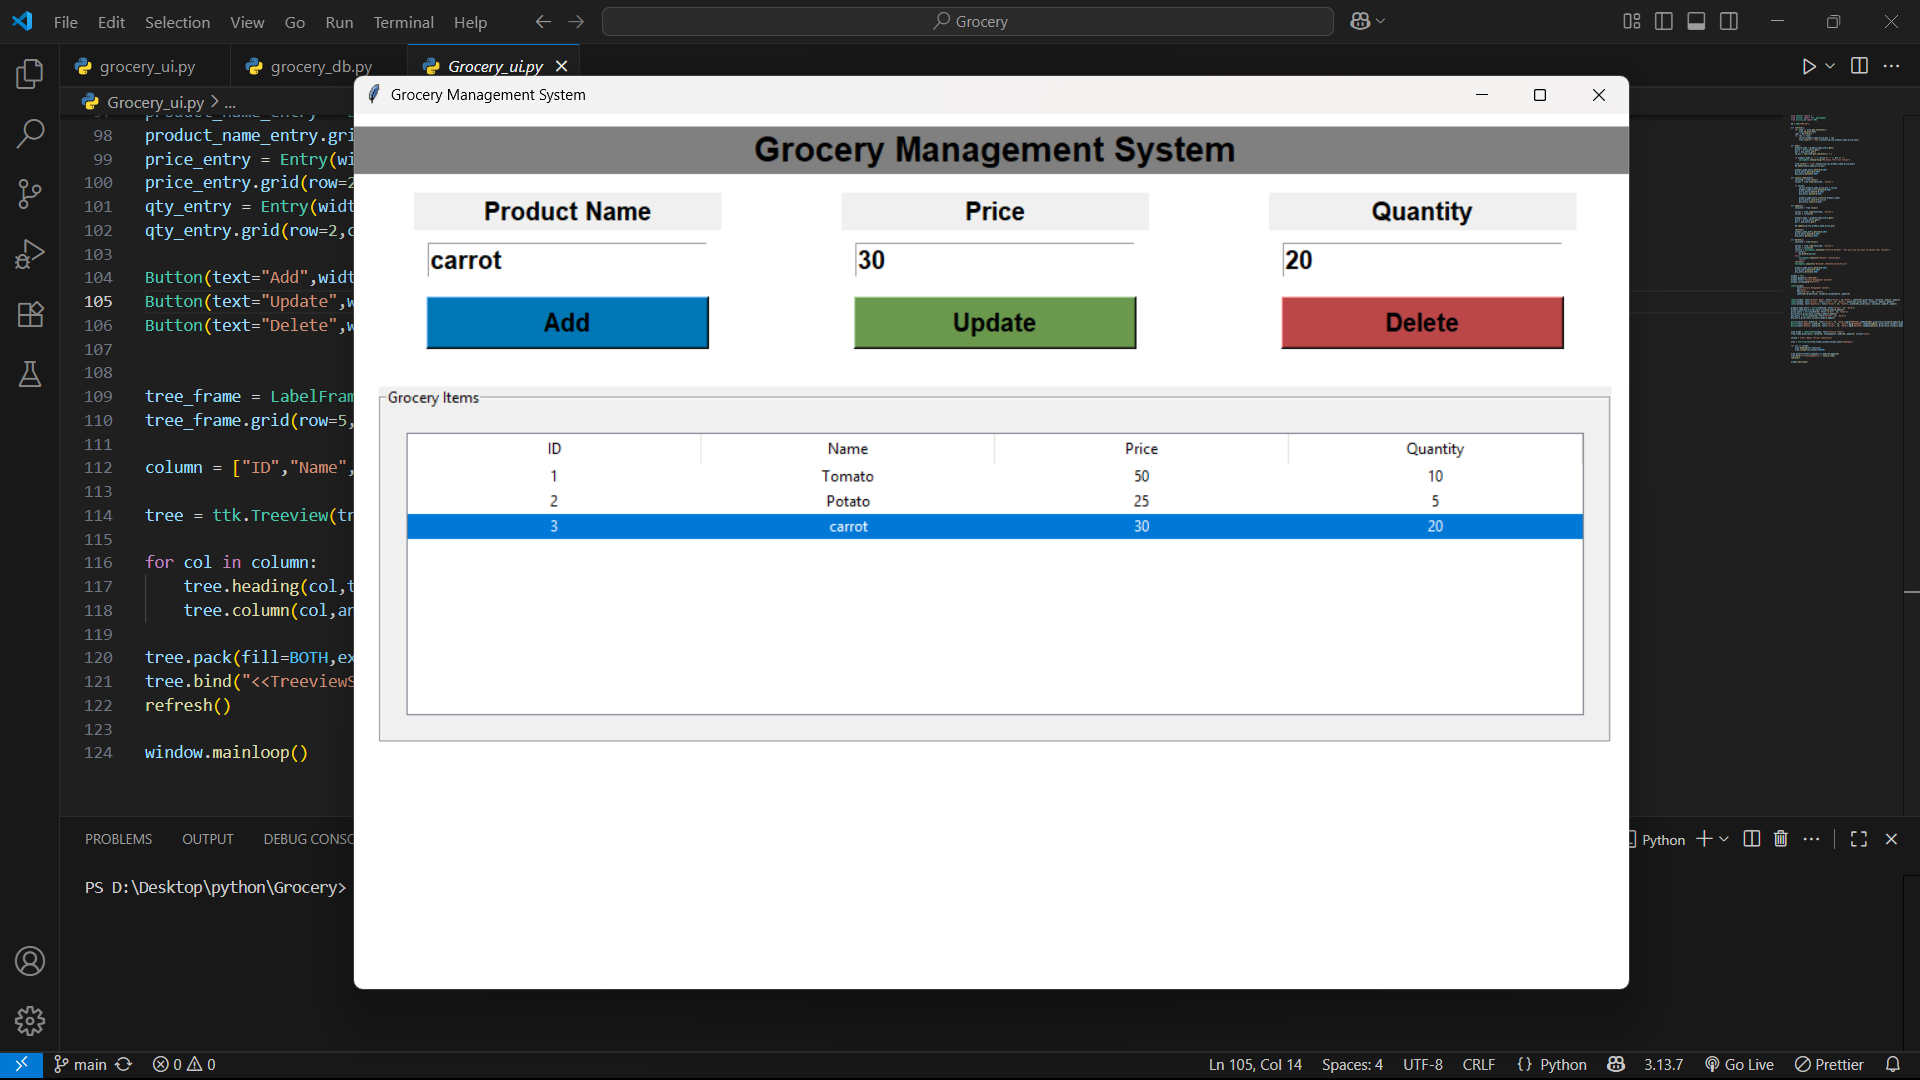 File Edit Selection View Go Run Terminal Help
Grocery
grocery_ui.py
grocery_db.py
Grocery_ui.py
Grocery_ui.py > ...
Grocery Management System
Grocery Management System
Product Name
Price
Quantity
carrot
30
20
Add
Update
Delete
Grocery Items
ID Name Price Quantity
1 Tomato 50 10
2 Potato 25 5
3 carrot 30 20
98 product_name_entry.gri
99 price_entry = Entry(wi
100 price_entry.grid(row=2
101 qty_entry = Entry(widt
102 qty_entry.grid(row=2,c
103
104 Button(text="Add",widt
105 Button(text="Update",w
106 Button(text="Delete",w
107
108
109 tree_frame = LabelFram
110 tree_frame.grid(row=5,
111
112 column = ["ID","Name",
113
114 tree = ttk.Treeview(tr
115
116 for col in column:
117 tree.heading(col,t
118 tree.column(col,an
119
120 tree.pack(fill=BOTH,ex
121 tree.bind("<<TreeviewS
122 refresh()
123
124 window.mainloop()
PROBLEMS OUTPUT DEBUG CONSO
Python
PS D:\Desktop\python\Grocery>
main 0 0
Ln 105, Col 14 Spaces: 4 UTF-8 CRLF {} Python 3.13.7 Go Live Prettier